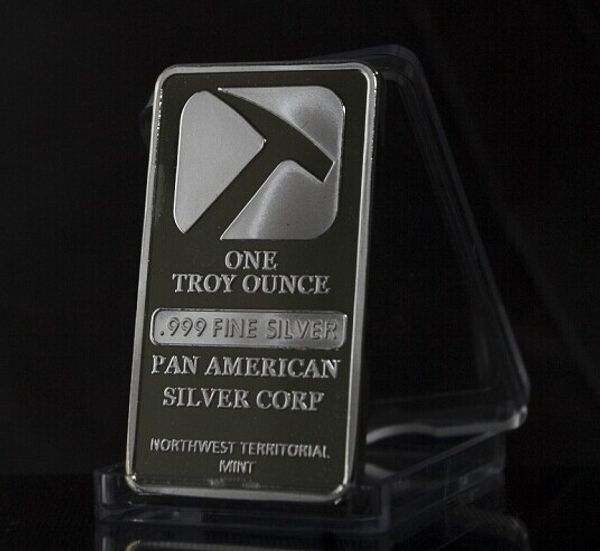 ONE
TROY OUNCE
.999 FINE SILVER
PAN AMERICAN
SILVER CORP
NORTHWEST TERRITORIAL
MINT